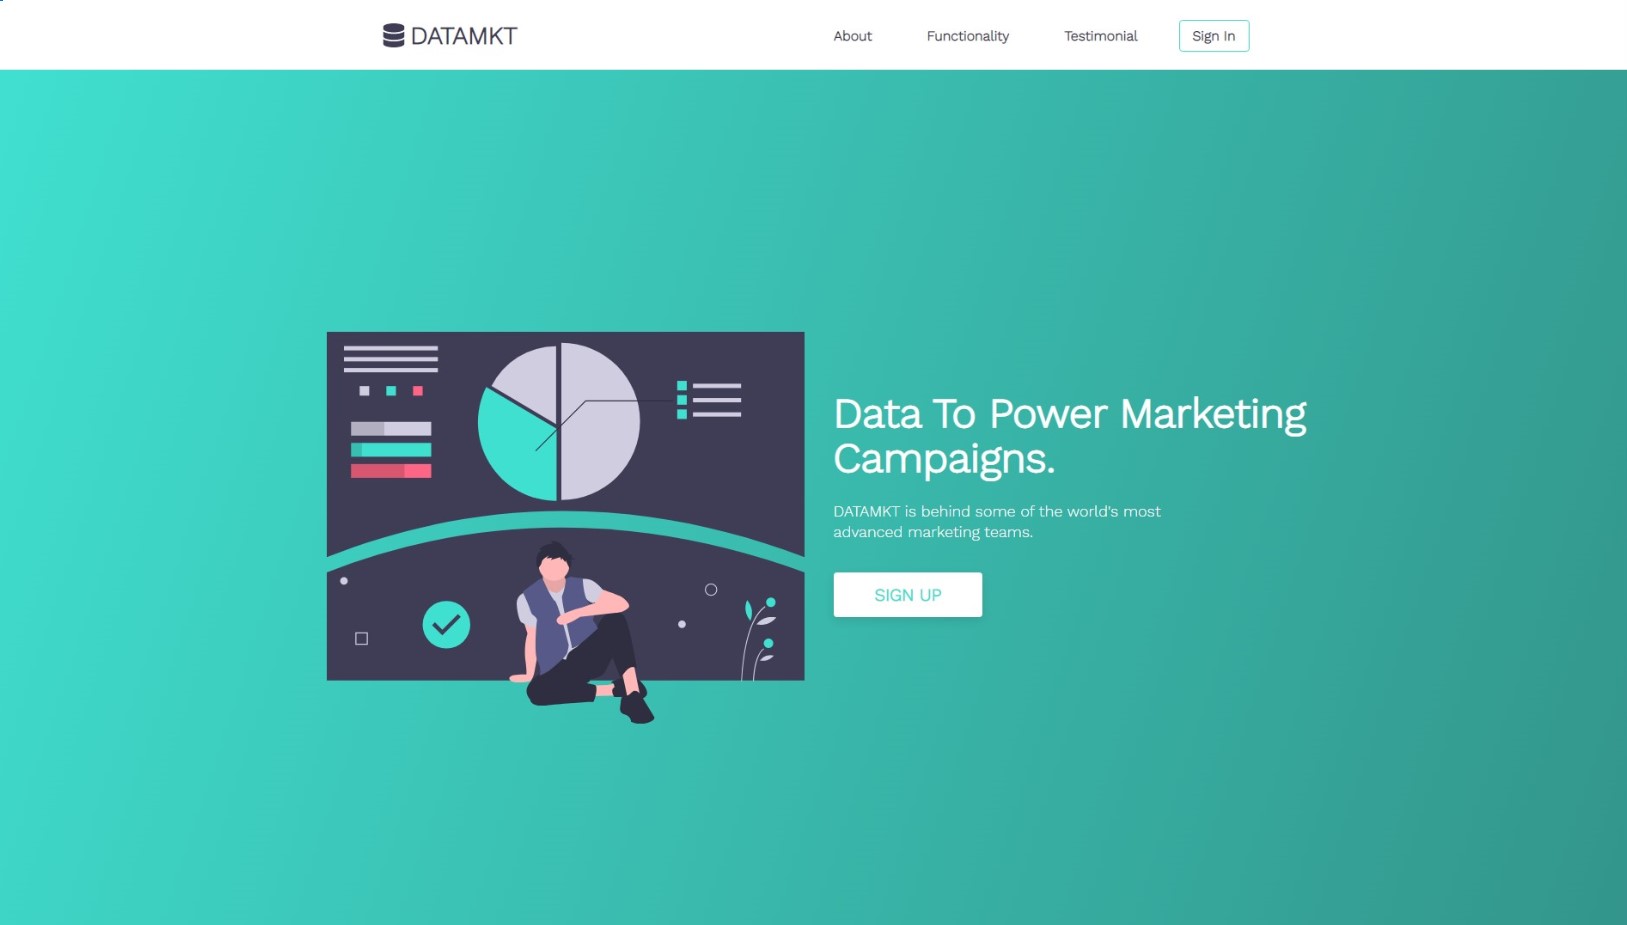 DATAMKT
About
Functionality
Testimonial
Sign In
Data To Power Marketing
Campaigns.
DATAMKT is behind some of the world's most
advanced marketing teams.
SIGN UP